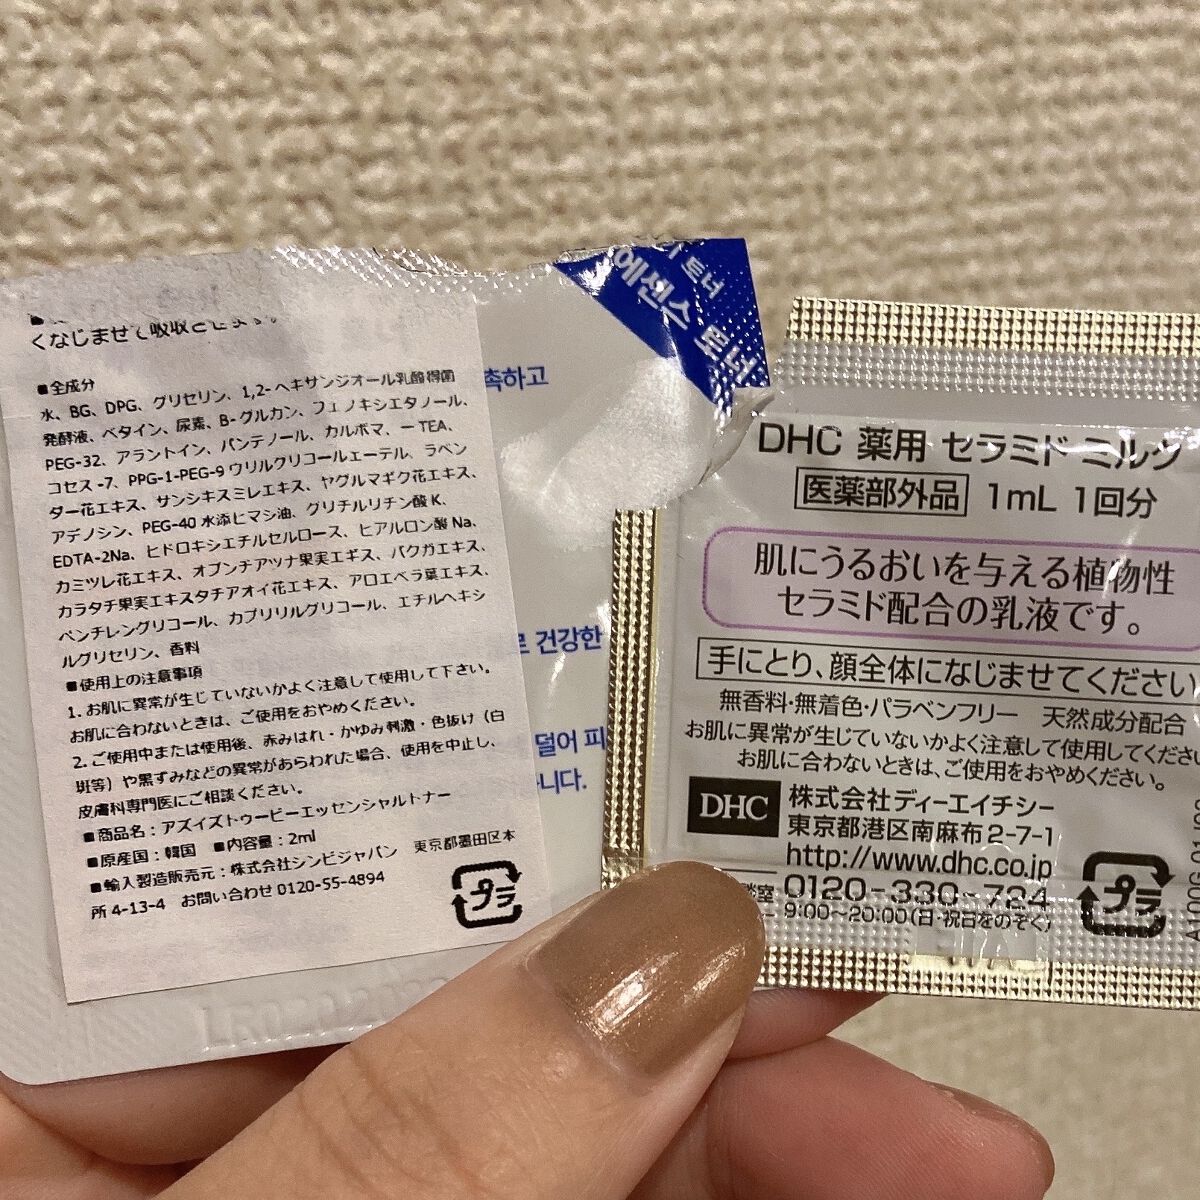 くなじませて吸収させます。
■全成分
水、BG、DPG、グリセリン、1,2-ヘキサンジオール乳酸得菌
発酵液、ベタイン、尿素、B-グルカン、フェノキシエタノール、
PEG-32、アラントイン、パンテノール、カルボマ、ーTEA、
コセス-7、PPG-1-PEG-9ウリルグリコールエーテル、ラベン
ダー花エキス、サンシキスミレエキス、ヤグルマギク花エキス、
アデノシン、PEG-40水添ヒマシ油、グリチルリチン酸K、
EDTA-2Na、ヒドロキシエチルセルロース、ヒアルロン酸Na、
カミツレ花エキス、オプンチアッナ果実エギス、バクガエキス、
カラタチ果実エキスタチアオイ花エキス、アロエベラ葉エキス、
ペンチレングリコール、カプリリルグリコール、エチルヘキシ
ルグリセリン、香料
■使用上の注意事項
1. お肌に異常が生じていないかよく注意して使用して下さい。
お肌に合わないときは、ご使用をおやめください。
2. ご使用中または使用後、赤みはれ・かゆみ刺激・色抜け（白
斑等）や黒ずみなどの異常があらわれた場合、使用を中止し、
皮膚科専門医にご相談ください。
■商品名：アズイズトゥービーエッセンシャルトナー
■原産国：韓国 ■内容量：2ml
■輸入製造販売元：株式会社シンビジャパン 東京都墨田区本
所4-13-4 お問い合わせ0120-55-4894
プラ
토너
에센스 토너
촉하고
로 건강한
덜어 피
니다.
DHC 薬用 セラミド ミルク
医薬部外品 1mL 1回分
肌にうるおいを与える植物性
セラミド配合の乳液です。
手にとり、顔全体になじませてください
無香料・無着色・パラベンフリー 天然成分配合
お肌に異常が生じていないかよく注意して使用してくださ
お肌に合わないときは、ご使用をおやめください。
DHC 株式会社ディーエイチシー
東京都港区南麻布2-7-1
http://www.dhc.co.jp
談室 0120-330-724
9:00～20:00(日・祝日をのぞく)
プラ